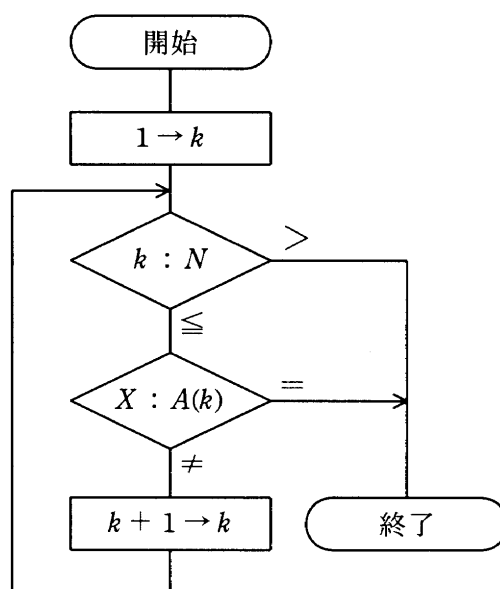 開始
1 → k
k : N
>
≦
X : A(k)
=
≠
k + 1 → k
終了